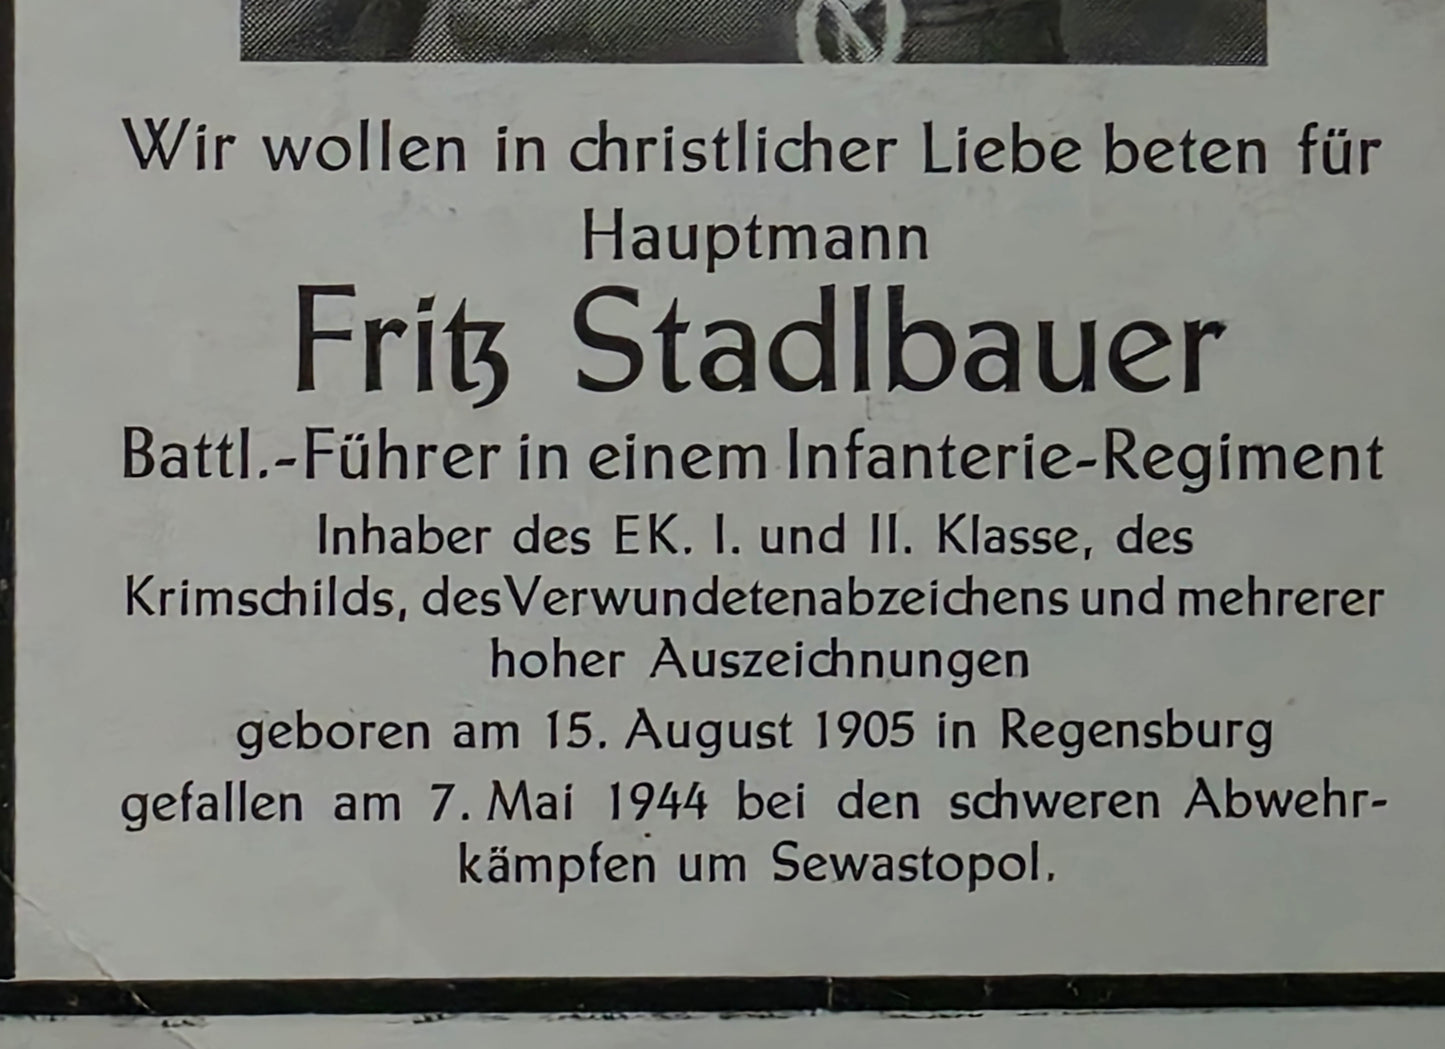 Wir wollen in christlicher Liebe beten für
Hauptmann
Fritz Stadlbauer
Battl.-Führer in einem Infanterie-Regiment
Inhaber des EK. I. und II. Klasse, des
Krimschilds, des Verwundetenabzeichens und mehrerer
hoher Auszeichnungen
geboren am 15. August 1905 in Regensburg
gefallen am 7. Mai 1944 bei den schweren Abwehr-
kämpfen um Sewastopol.